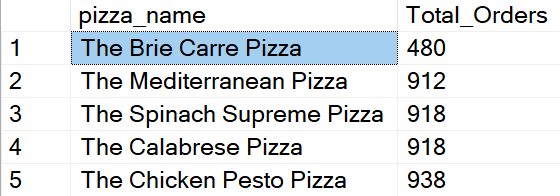 pizza_name Total_Orders
1 The Brie Carre Pizza 480
2 The Mediterranean Pizza 912
3 The Spinach Supreme Pizza 918
4 The Calabrese Pizza 918
5 The Chicken Pesto Pizza 938